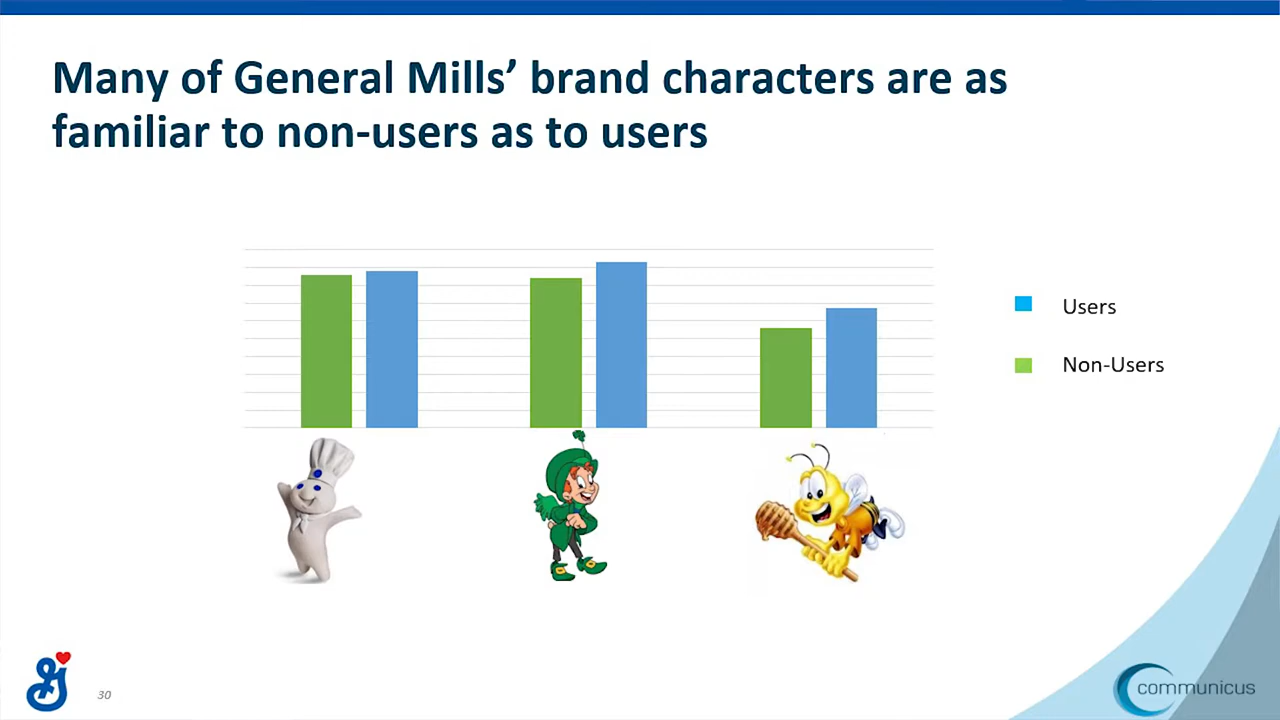 Many of General Mills’ brand characters are as
familiar to non-users as to users
Users
Non-Users
G
30
communicus